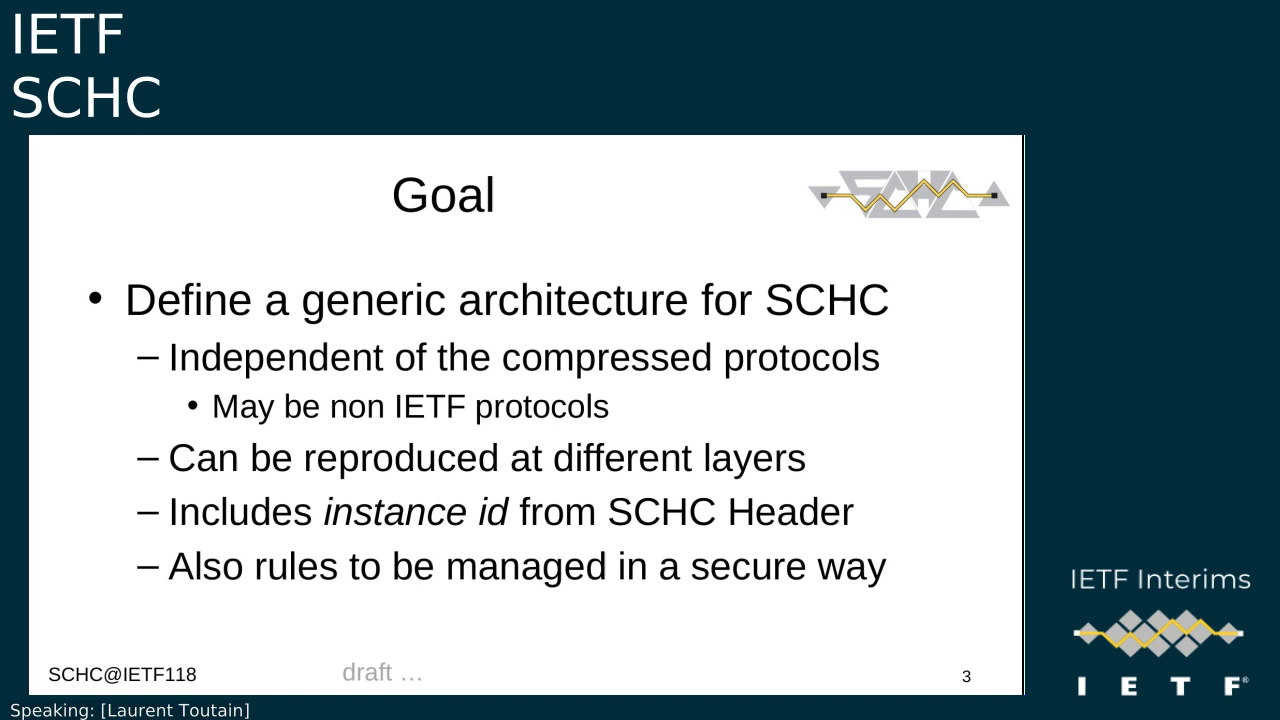 IETF
SCHC
Goal
SCHC
• Define a generic architecture for SCHC
– Independent of the compressed protocols
• May be non IETF protocols
– Can be reproduced at different layers
– Includes instance id from SCHC Header
– Also rules to be managed in a secure way
SCHC@IETF118
draft …
3
IETF Interims
I E T F®
Speaking: [Laurent Toutain]